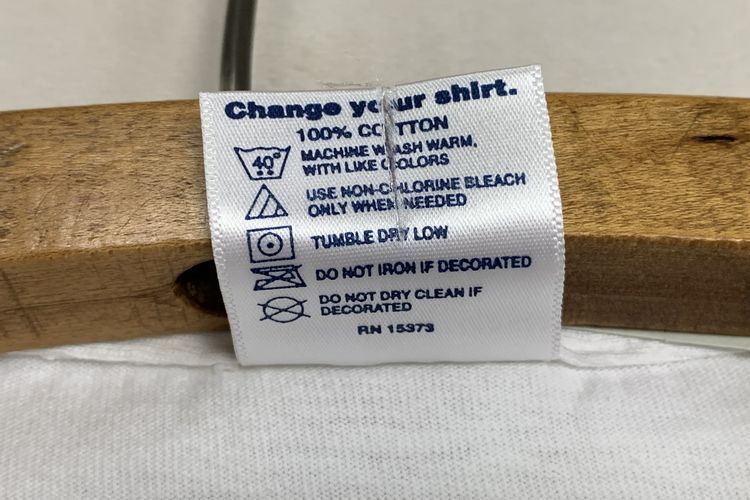 Change your shirt.
100% COTTON
40°
MACHINE WASH WARM,
WITH LIKE COLORS
USE NON-CHLORINE BLEACH
ONLY WHEN NEEDED
TUMBLE DRY LOW
DO NOT IRON IF DECORATED
DO NOT DRY CLEAN IF
DECORATED
RN 15373